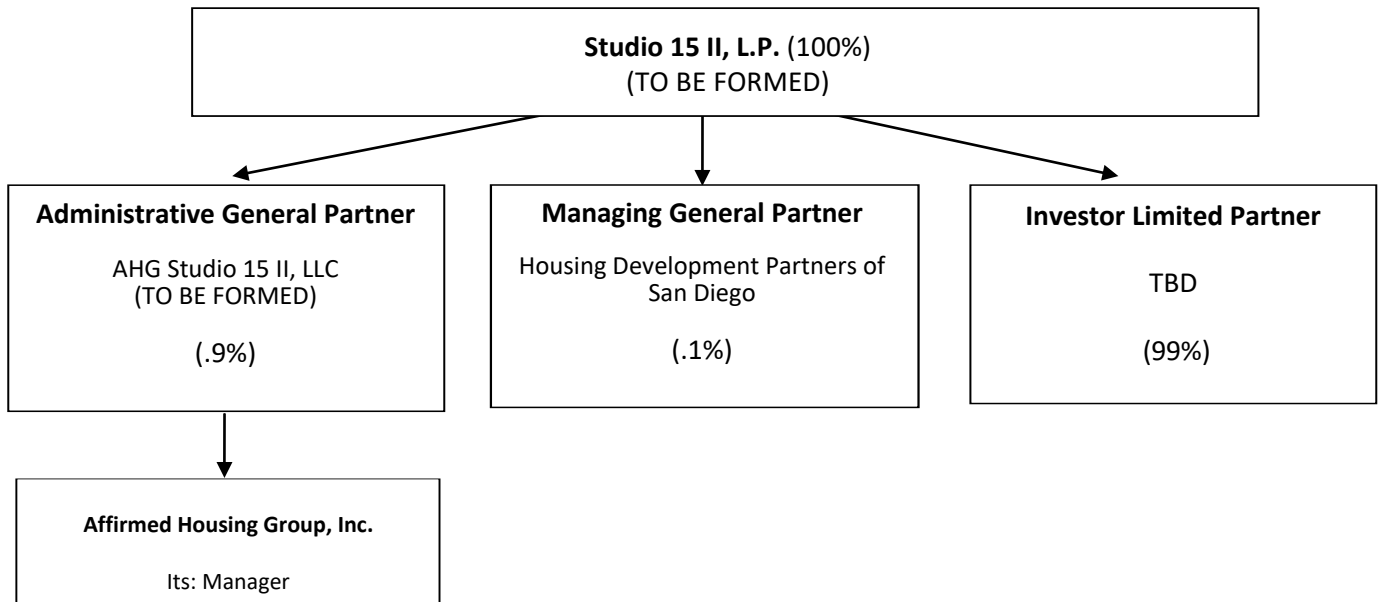 Studio 15 II, L.P. (100%)
(TO BE FORMED)
Administrative General Partner
AHG Studio 15 II, LLC
(TO BE FORMED)
(.9%)
Managing General Partner
Housing Development Partners of
San Diego
(.1%)
Investor Limited Partner
TBD
(99%)
Affirmed Housing Group, Inc.
Its: Manager